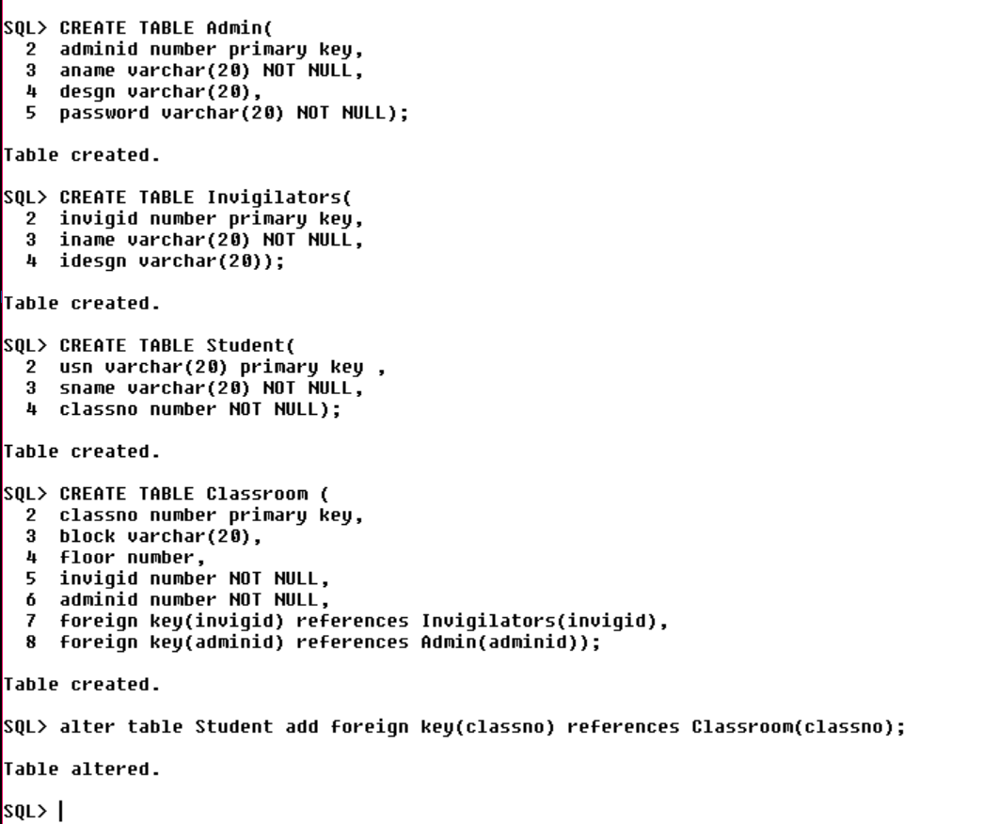 SQL> CREATE TABLE Admin(
  2  adminid number primary key,
  3  aname varchar(20) NOT NULL,
  4  desgn varchar(20),
  5  password varchar(20) NOT NULL);
Table created.
SQL> CREATE TABLE Invigilators(
  2  invigid number primary key,
  3  iname varchar(20) NOT NULL,
  4  idesgn varchar(20));
Table created.
SQL> CREATE TABLE Student(
  2  usn varchar(20) primary key ,
  3  sname varchar(20) NOT NULL,
  4  classno number NOT NULL);
Table created.
SQL> CREATE TABLE Classroom (
  2  classno number primary key,
  3  block varchar(20),
  4  floor number,
  5  invigid number NOT NULL,
  6  adminid number NOT NULL,
  7  foreign key(invigid) references Invigilators(invigid),
  8  foreign key(adminid) references Admin(adminid));
Table created.
SQL> alter table Student add foreign key(classno) references Classroom(classno);
Table altered.
SQL>